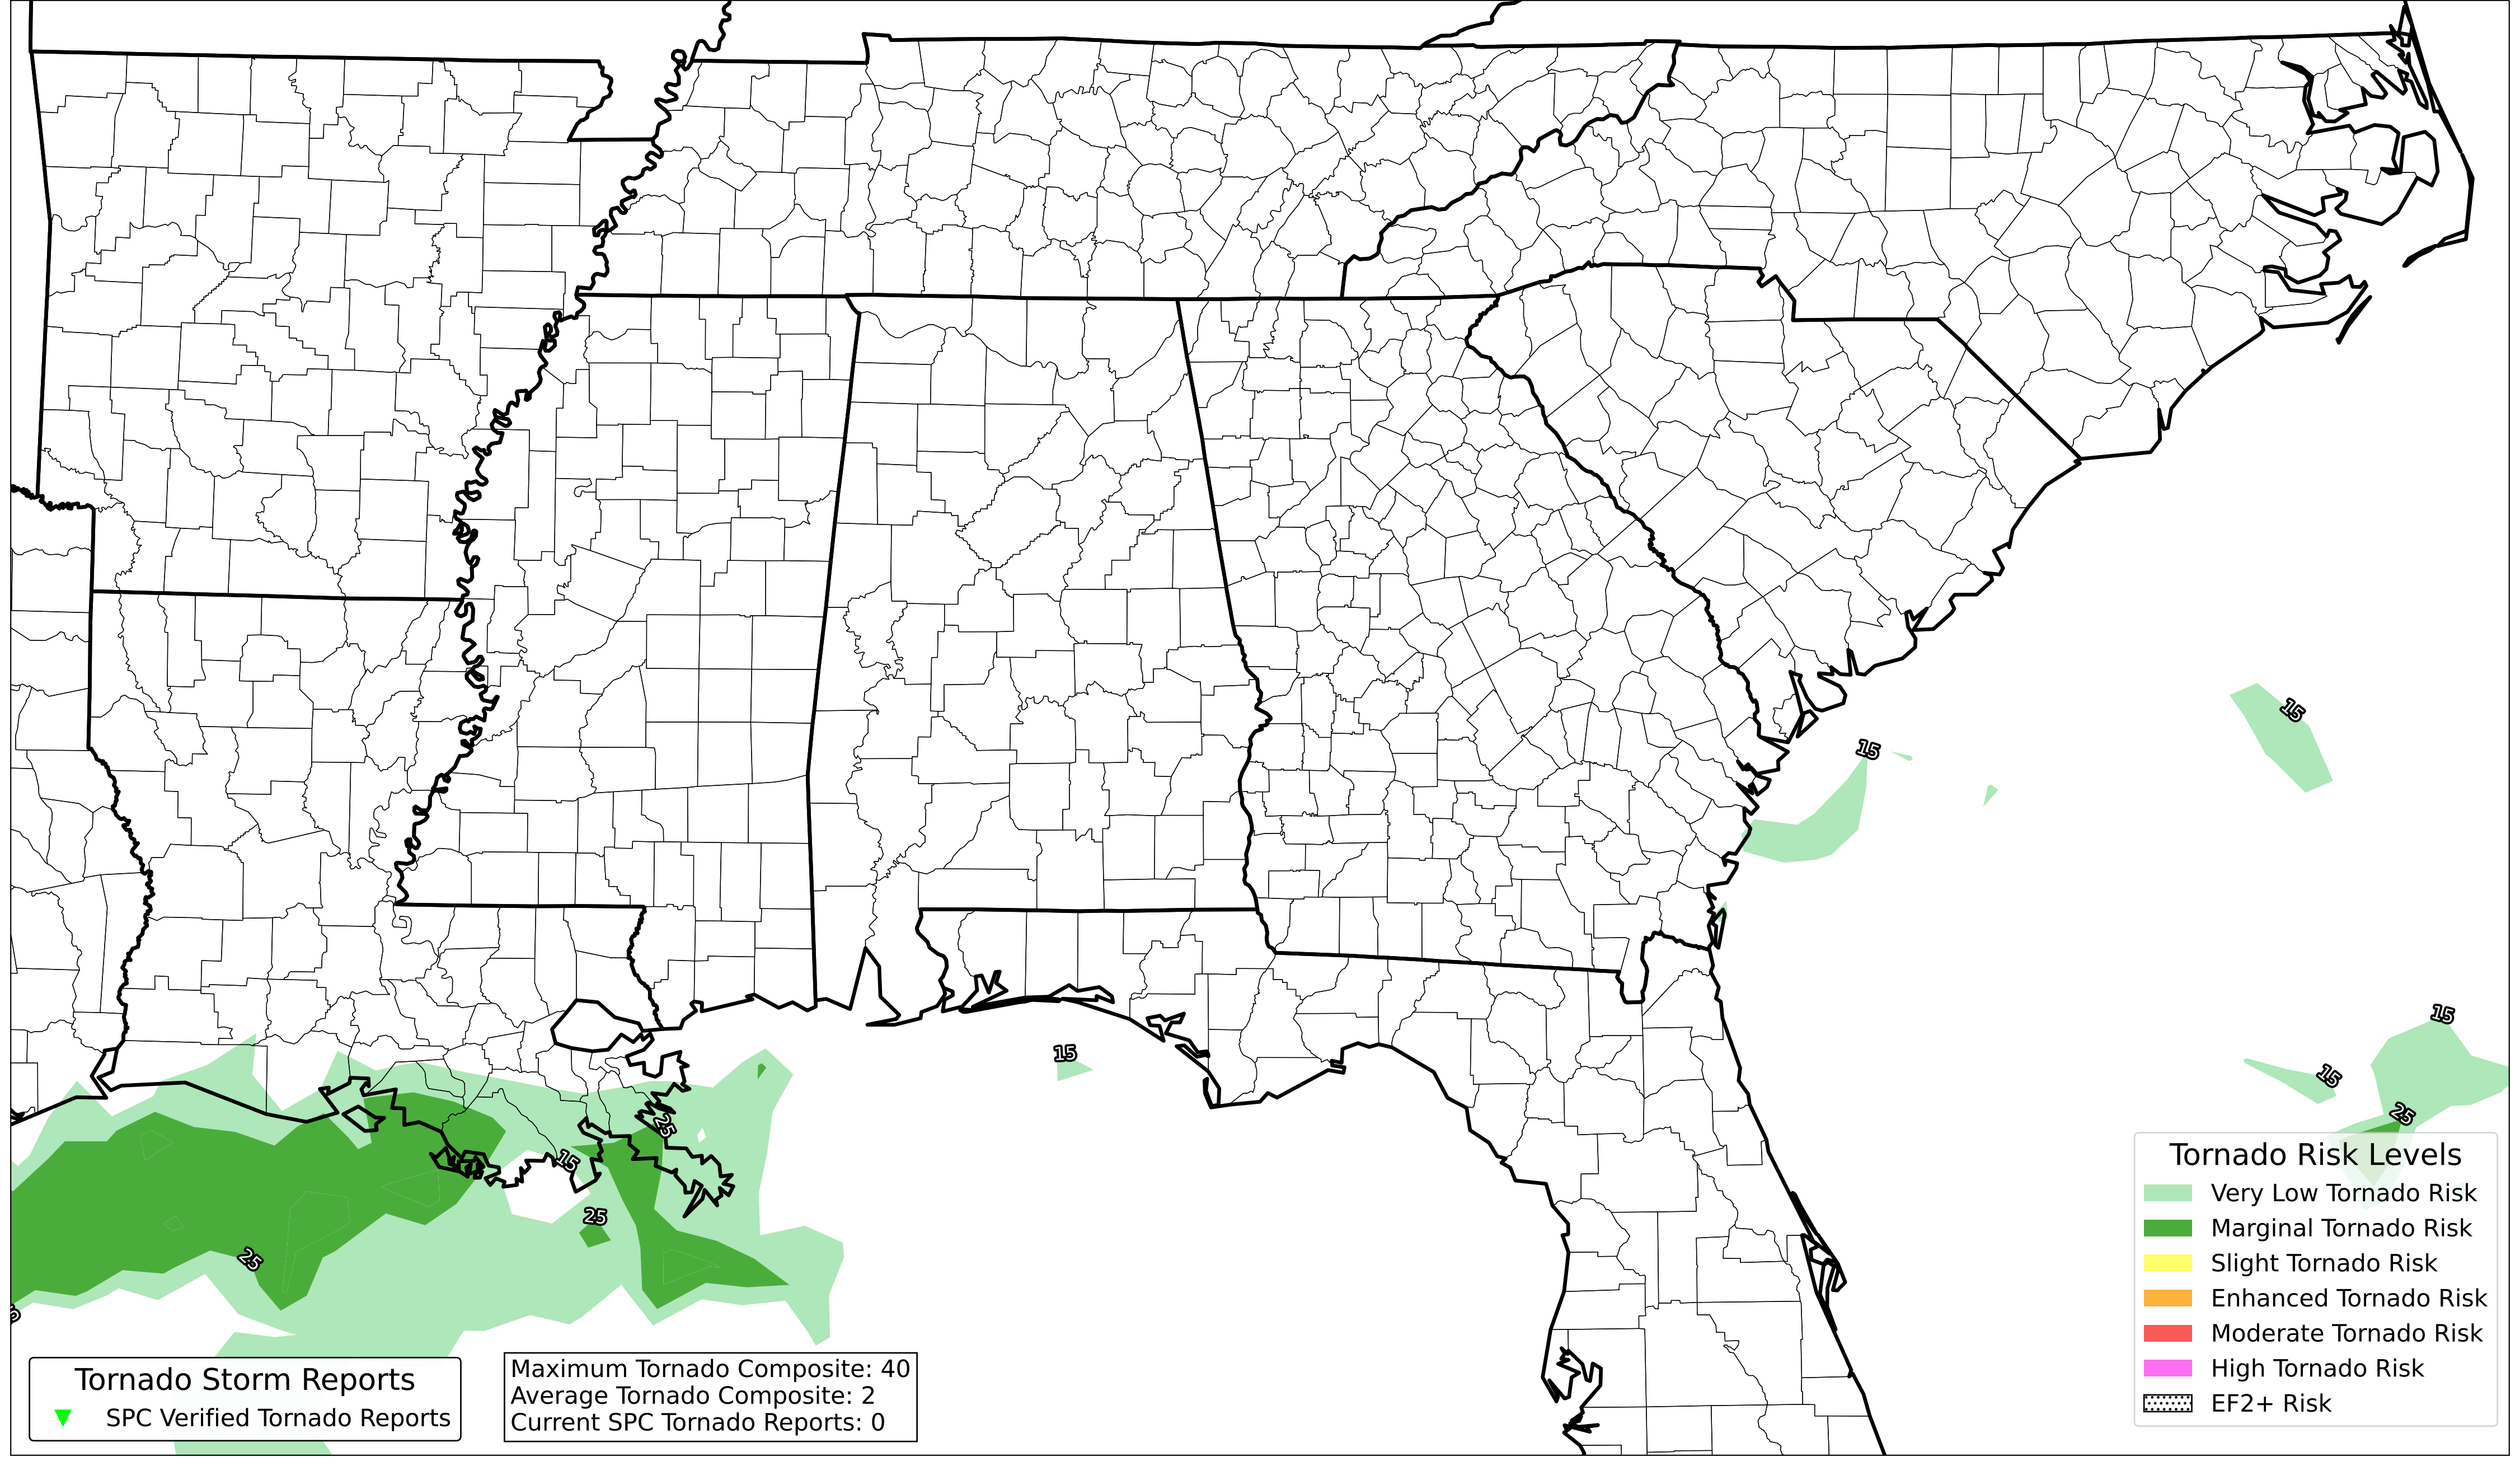 15
15
15
15
15
25
25
15
25
25
Tornado Risk Levels
Very Low Tornado Risk
Marginal Tornado Risk
Slight Tornado Risk
Enhanced Tornado Risk
Moderate Tornado Risk
High Tornado Risk
EF2+ Risk
Tornado Storm Reports
SPC Verified Tornado Reports
Maximum Tornado Composite: 40
Average Tornado Composite: 2
Current SPC Tornado Reports: 0